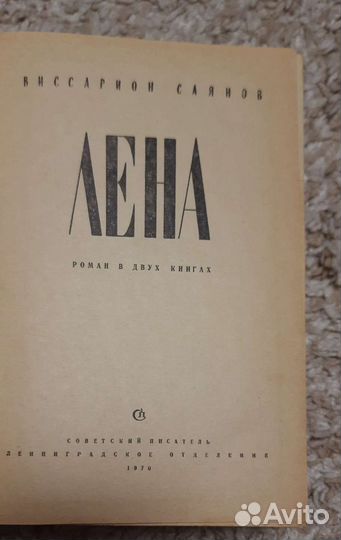 ВИССАРИОН САЯНОВ
ЛЕНА
РОМАН В ДВУХ КНИГАХ
СП
СОВЕТСКИЙ ПИСАТЕЛЬ
ЛЕНИНГРАДСКОЕ ОТДЕЛЕНИЕ
1970
Avito